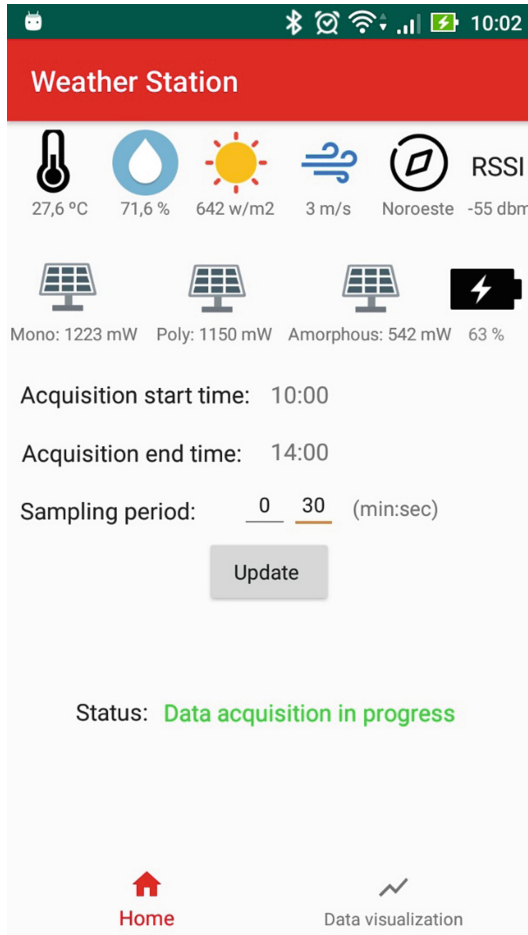 10:02
Weather Station
RSSI
27,6 ºC 71,6 % 642 w/m2 3 m/s Noroeste -55 dbm
Mono: 1223 mW Poly: 1150 mW Amorphous: 542 mW 63 %
Acquisition start time: 10:00
Acquisition end time: 14:00
Sampling period: 0 30 (min:sec)
Update
Status: Data acquisition in progress
Home Data visualization